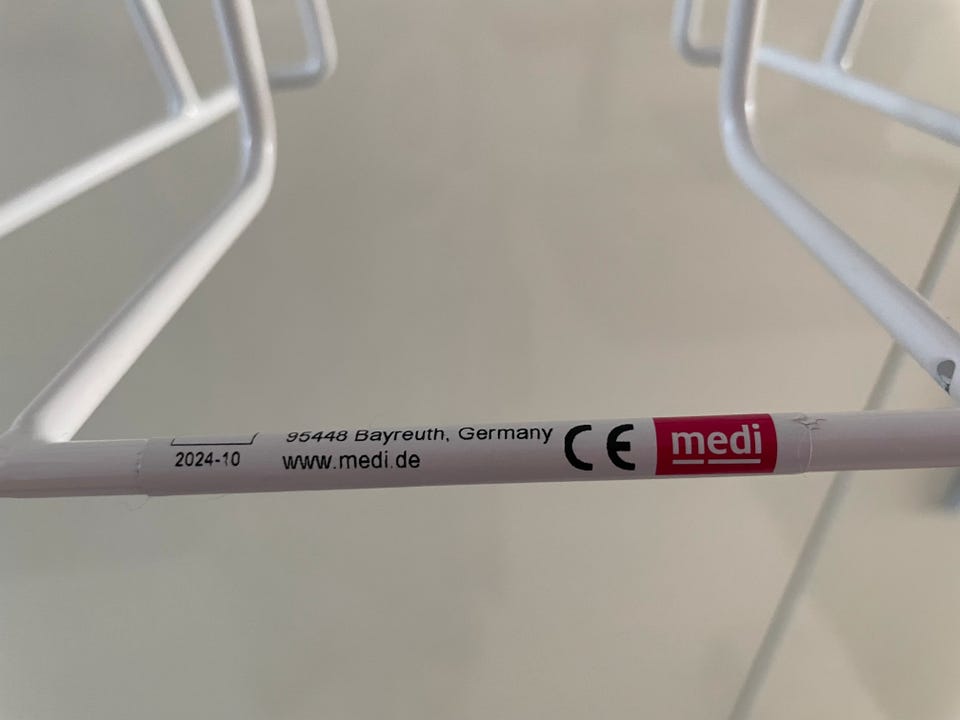 95448 Bayreuth, Germany
2024-10
www.medi.de
CE
medi